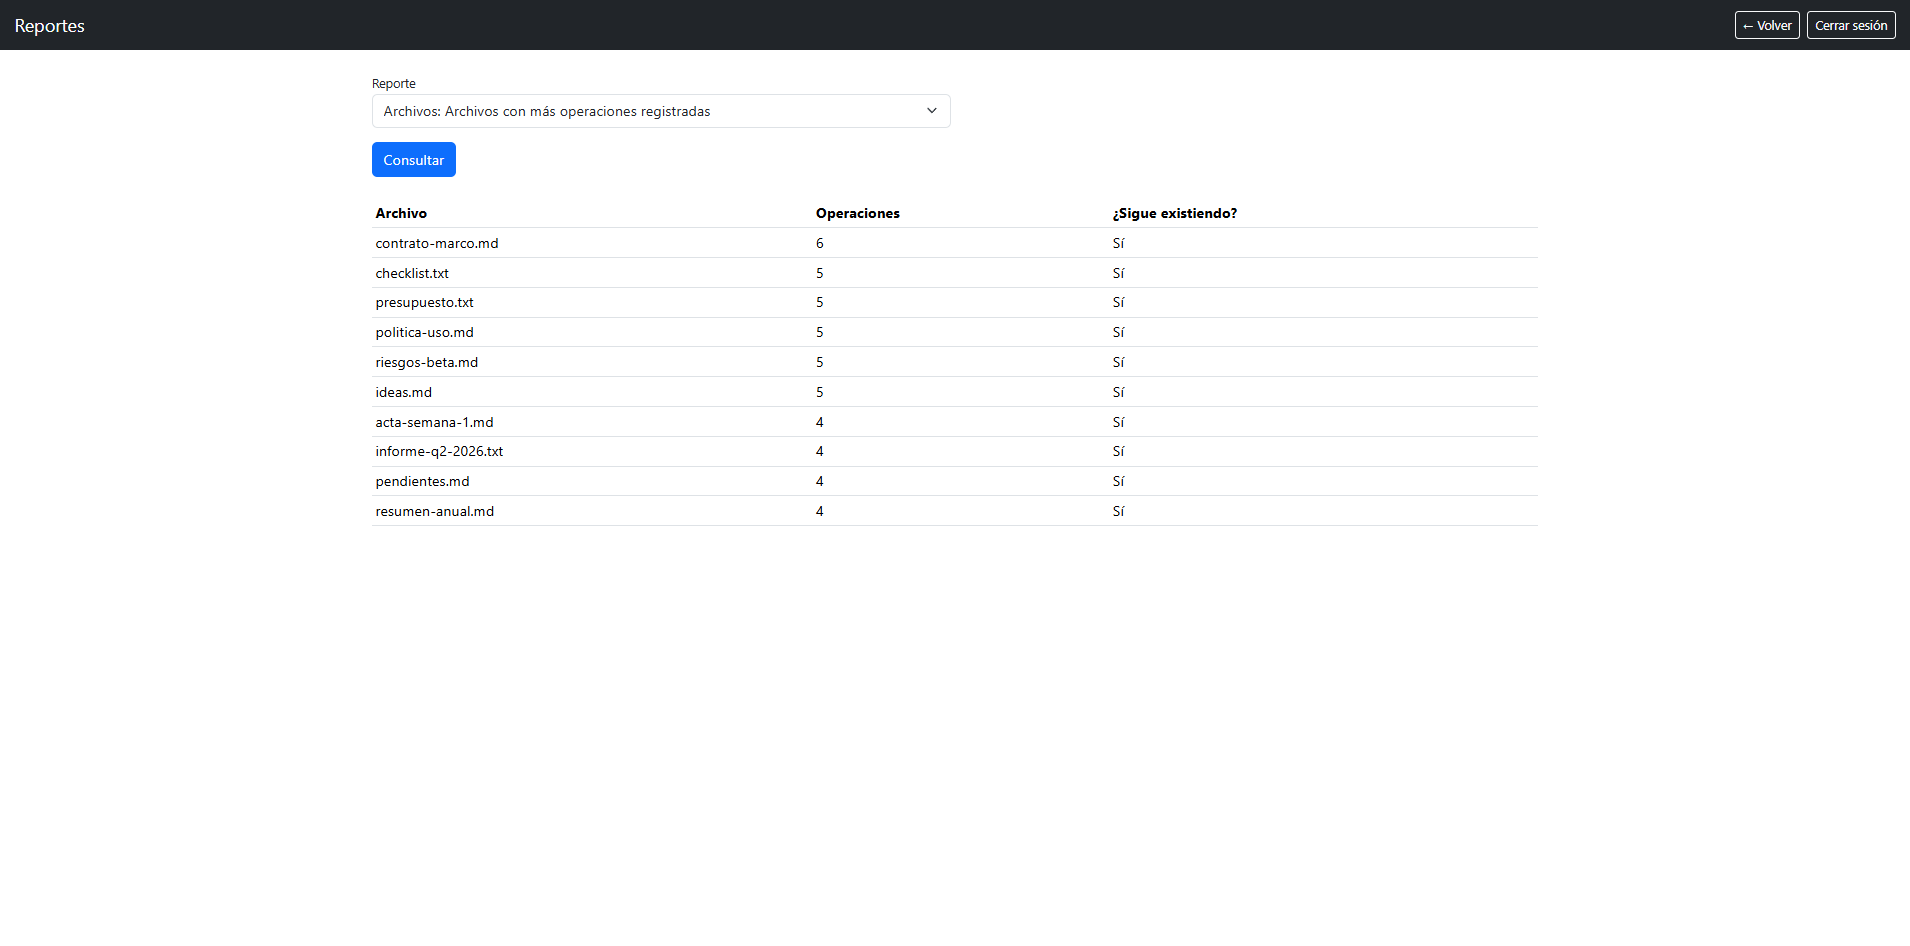 Reportes
← Volver Cerrar sesión
Reporte
Archivos: Archivos con más operaciones registradas
Consultar
Archivo Operaciones ¿Sigue existiendo?
contrato-marco.md 6 Sí
checklist.txt 5 Sí
presupuesto.txt 5 Sí
politica-uso.md 5 Sí
riesgos-beta.md 5 Sí
ideas.md 5 Sí
acta-semana-1.md 4 Sí
informe-q2-2026.txt 4 Sí
pendientes.md 4 Sí
resumen-anual.md 4 Sí